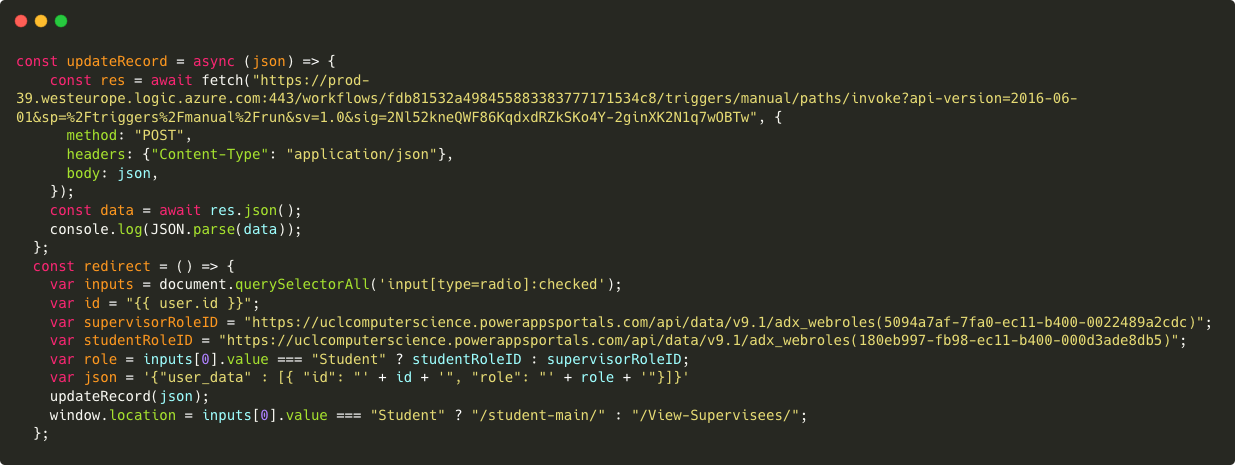 const updateRecord = async (json) => {
    const res = await fetch("https://prod-
39.westeurope.logic.azure.com:443/workflows/fdb81532a498455883383777171534c8/triggers/manual/paths/invoke?api-version=2016-06-
01&sp=%2Ftriggers%2Fmanual%2Frun&sv=1.0&sig=2Nl52kneQWF86KqdxdRZkSKo4Y-2ginXK2N1q7wOBTw", {
      method: "POST",
      headers: {"Content-Type": "application/json"},
      body: json,
    });
    const data = await res.json();
    console.log(JSON.parse(data));
  };
  const redirect = () => {
    var inputs = document.querySelectorAll('input[type=radio]:checked');
    var id = "{{ user.id }}";
    var supervisorRoleID = "https://uclcomputerscience.powerappsportals.com/api/data/v9.1/adx_webroles(5094a7af-7fa0-ec11-b400-0022489a2cdc)";
    var studentRoleID = "https://uclcomputerscience.powerappsportals.com/api/data/v9.1/adx_webroles(180eb997-fb98-ec11-b400-000d3ade8db5)";
    var role = inputs[0].value === "Student" ? studentRoleID : supervisorRoleID;
    var json = '{"user_data" : [{ "id": "' + id + '", "role": "' + role + '"}]}'
    updateRecord(json);
    window.location = inputs[0].value === "Student" ? "/student-main/" : "/View-Supervisees/";
  };